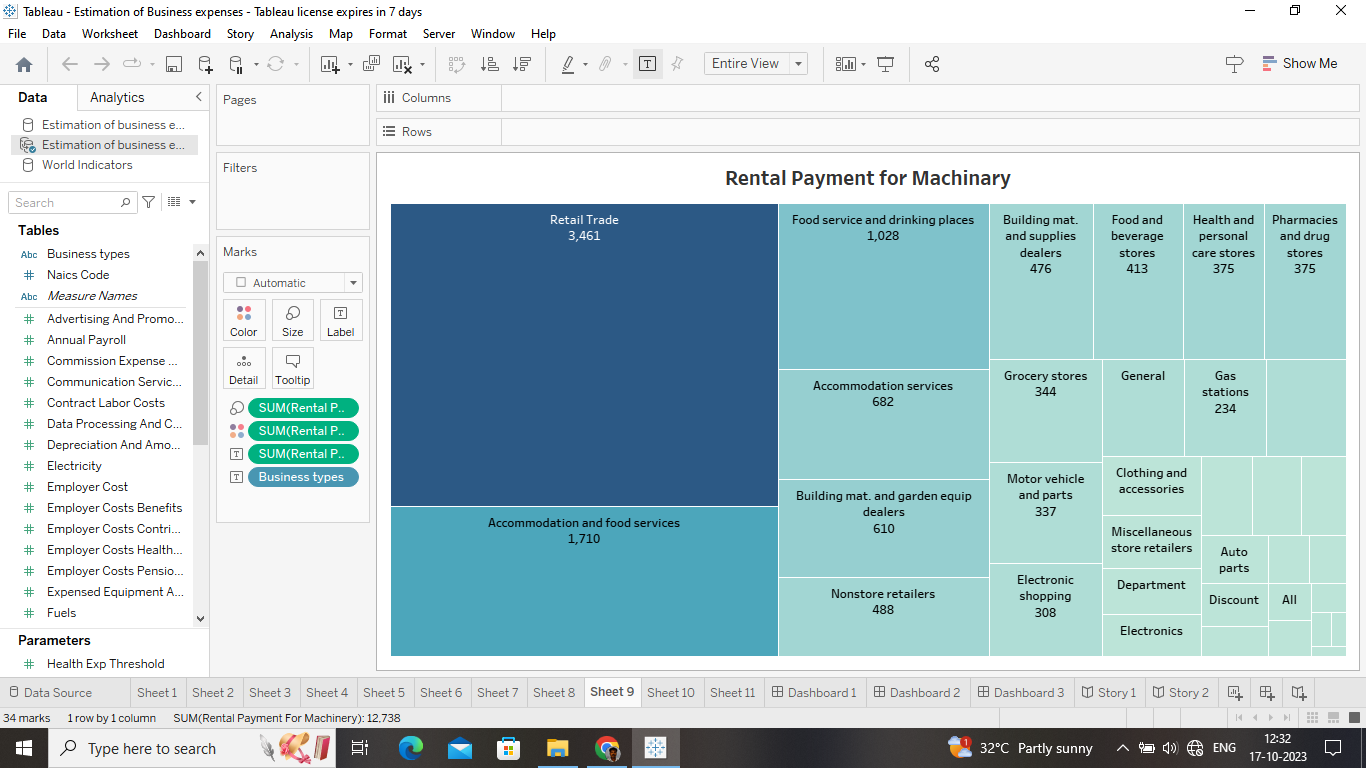 Tableau - Estimation of Business expenses - Tableau license expires in 7 days
File Data Worksheet Dashboard Story Analysis Map Format Server Window Help
Entire View
Show Me
Data Analytics
Estimation of business e...
Estimation of business e...
World Indicators
Search
Tables
Abc Business types
# Naics Code
Abc Measure Names
# Advertising And Promo...
# Annual Payroll
# Commission Expense ...
# Communication Servic...
# Contract Labor Costs
# Data Processing And C...
# Depreciation And Amo...
# Electricity
# Employer Cost
# Employer Costs Benefits
# Employer Costs Contri...
# Employer Costs Health...
# Employer Costs Pensio...
# Expensed Equipment A...
# Fuels
Parameters
# Health Exp Threshold
Pages
Filters
Marks
Automatic
Color Size Label
Detail Tooltip
SUM(Rental P..
SUM(Rental P..
SUM(Rental P..
Business types
Columns
Rows
Rental Payment for Machinary
Retail Trade
3,461
Accommodation and food services
1,710
Food service and drinking places
1,028
Accommodation services
682
Building mat. and garden equip
dealers
610
Nonstore retailers
488
Building mat.
and supplies
dealers
476
Food and
beverage
stores
413
Health and
personal
care stores
375
Pharmacies
and drug
stores
375
Grocery stores
344
Motor vehicle
and parts
337
Electronic
shopping
308
General
Gas
stations
234
Clothing and
accessories
Miscellaneous
store retailers
Department
Electronics
Auto
parts
Discount
All
Data Source Sheet 1 Sheet 2 Sheet 3 Sheet 4 Sheet 5 Sheet 6 Sheet 7 Sheet 8 Sheet 9 Sheet 10 Sheet 11 Dashboard 1 Dashboard 2 Dashboard 3 Story 1 Story 2
34 marks 1 row by 1 column SUM(Rental Payment For Machinery): 12,738
Type here to search
1
32°C Partly sunny
ENG
12:32
17-10-2023